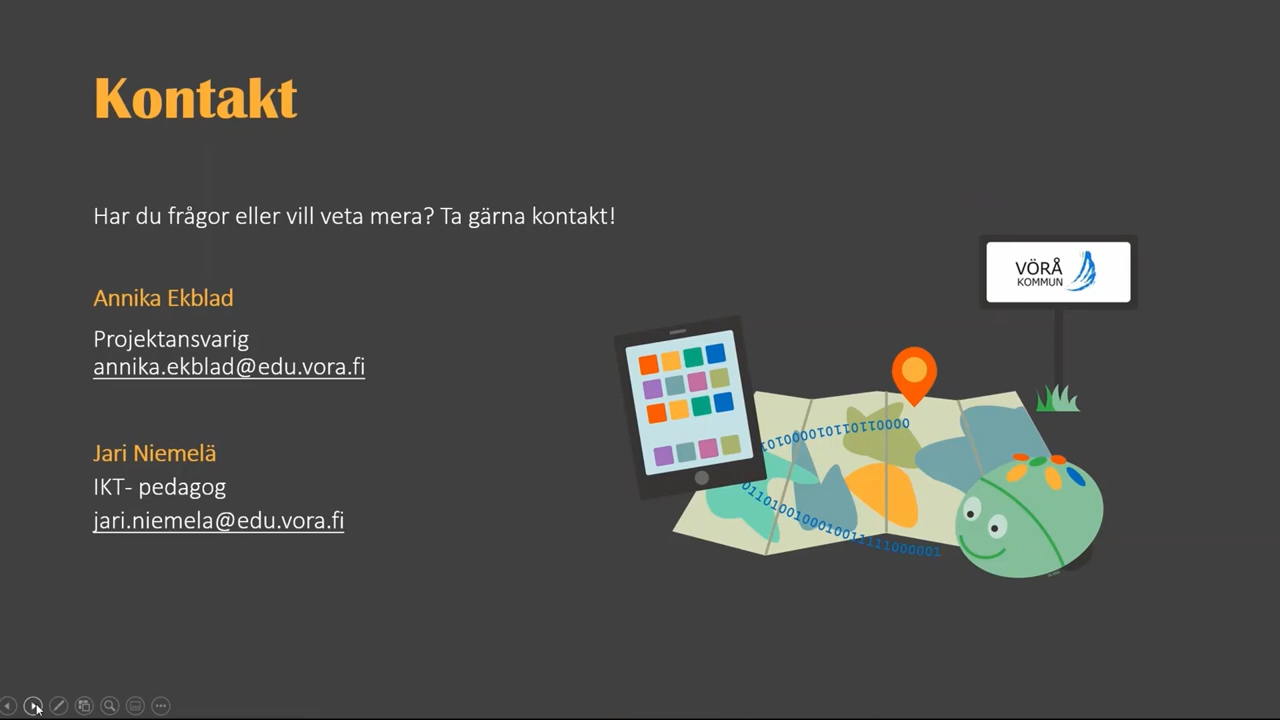 Kontakt
Har du frågor eller vill veta mera? Ta gärna kontakt!
Annika Ekblad
Projektansvarig
annika.ekblad@edu.vora.fi
Jari Niemelä
IKT- pedagog
jari.niemela@edu.vora.fi
VÖRÅ
KOMMUN